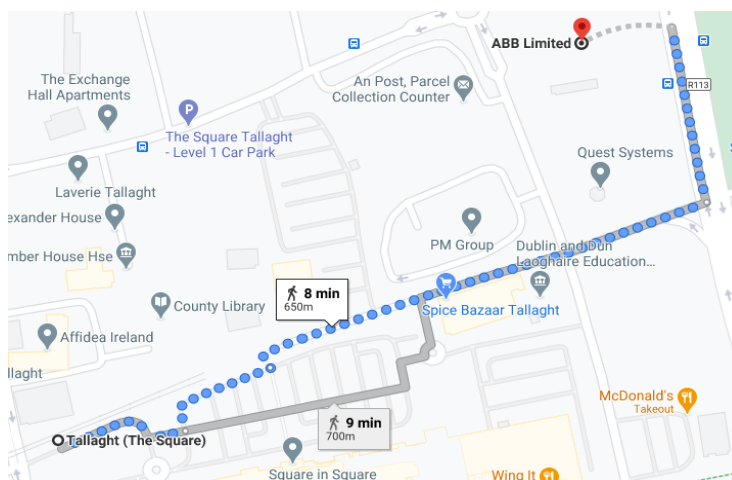 ABB Limited
The Exchange
Hall Apartments
An Post, Parcel
Collection Counter
R113
P
The Square Tallaght
- Level 1 Car Park
Quest Systems
Laverie Tallaght
exander House
PM Group
mber House Hse
Dublin and Dun
Laoghaire Education...
8 min
650m
County Library
Spice Bazaar Tallaght
Affidea Ireland
llaght
McDonald's
Takeout
9 min
700m
Tallaght (The Square)
Square in Square
Wing It